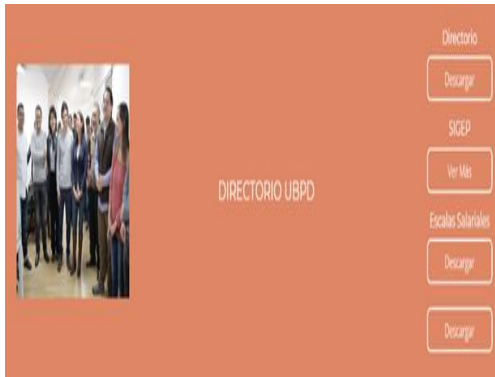 DIRECTORIO UBPD
Directorio
Descargar
SIGEP
Ver Más
Escalas Salariales
Descargar
Descargar